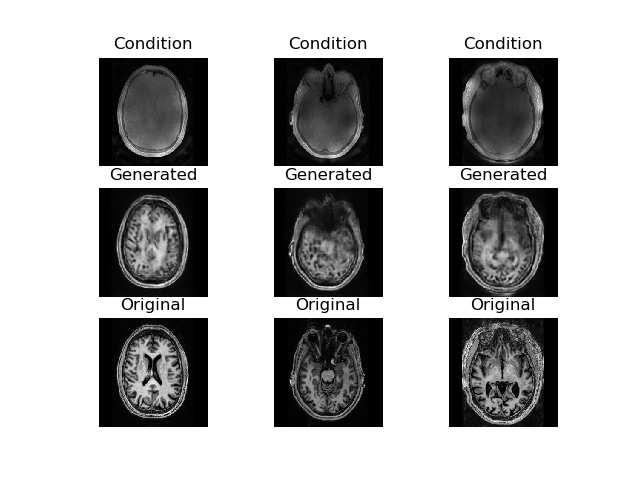 Condition Condition Condition
Generated Generated Generated
Original Original Original